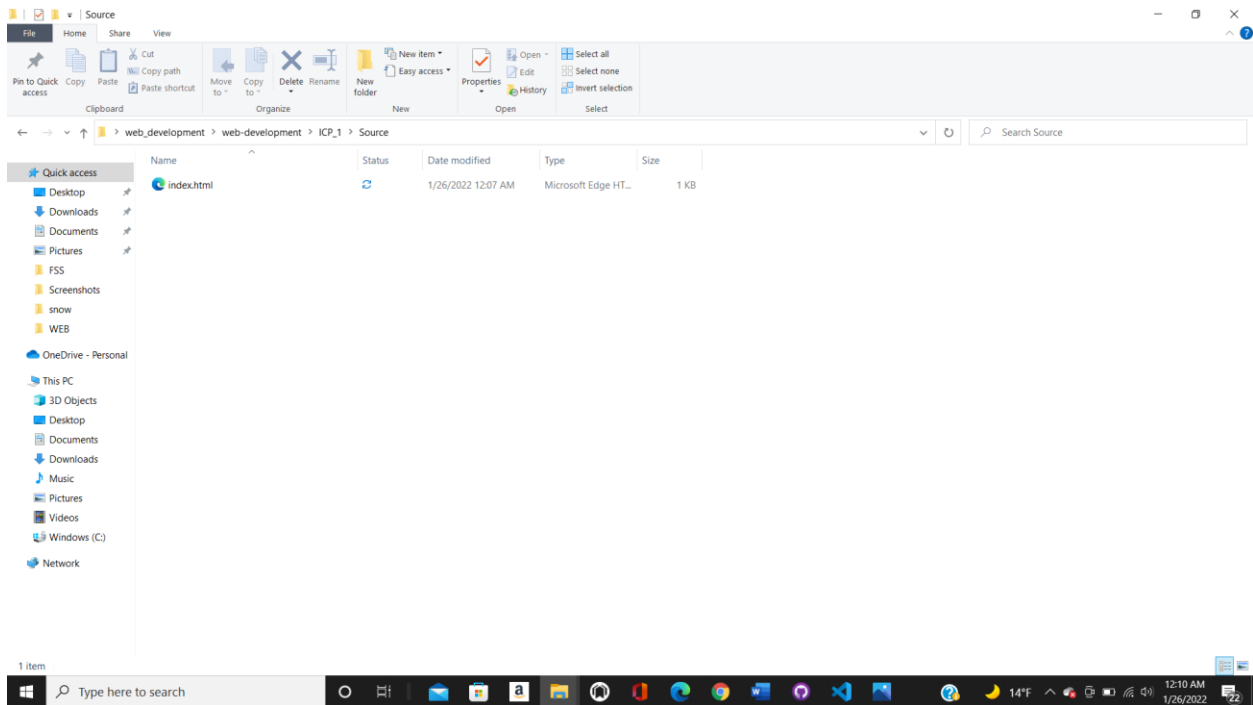 Source
File Home Share View
Pin to Quick access
Copy
Paste
Cut
Copy path
Paste shortcut
Clipboard
Move to
Copy to
Delete
Rename
Organize
New folder
New item
Easy access
New
Properties
Open
Edit
History
Open
Select all
Select none
Invert selection
Select
web_development > web-development > ICP_1 > Source
Search Source
Name Status Date modified Type Size
index.html 1/26/2022 12:07 AM Microsoft Edge HT... 1 KB
Quick access
Desktop
Downloads
Documents
Pictures
FSS
Screenshots
snow
WEB
OneDrive - Personal
This PC
3D Objects
Desktop
Documents
Downloads
Music
Pictures
Videos
Windows (C:)
Network
1 item
Type here to search
14°F
12:10 AM
1/26/2022
22